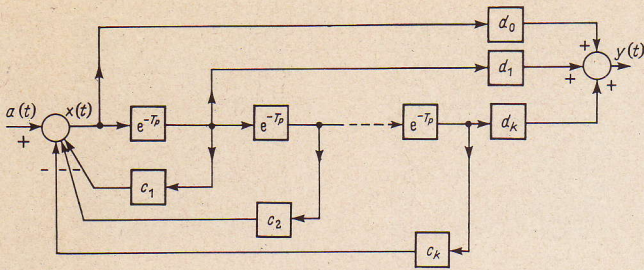 d₀
y(t)
+
d₁
+
+
a(t)
x(t)
+
e⁻ᵀᵖ
e⁻ᵀᵖ
e⁻ᵀᵖ
dₖ
– – –
c₁
c₂
cₖ